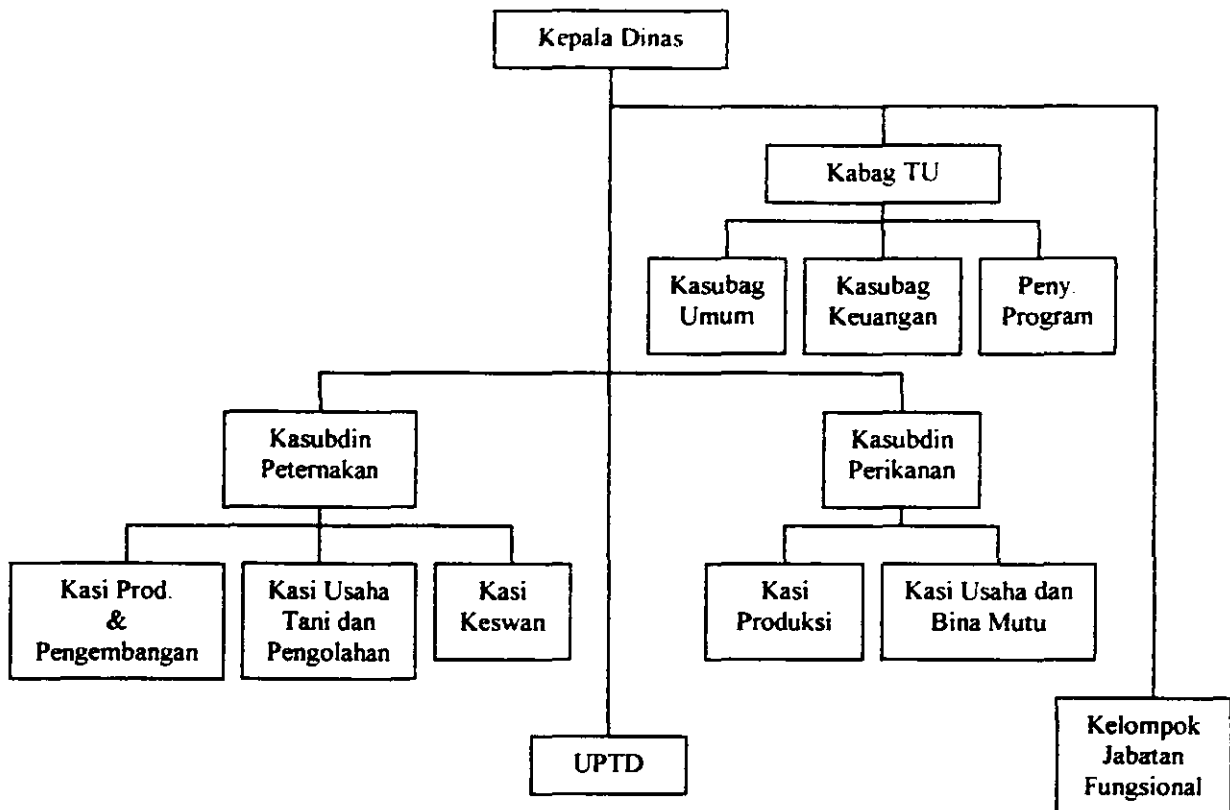 Kepala Dinas
Kabag TU
Kasubag
Umum
Kasubag
Keuangan
Peny.
Program
Kasubdin
Peternakan
Kasubdin
Perikanan
Kasi Prod.
&
Pengembangan
Kasi Usaha
Tani dan
Pengolahan
Kasi
Keswan
Kasi
Produksi
Kasi Usaha dan
Bina Mutu
UPTD
Kelompok
Jabatan
Fungsional